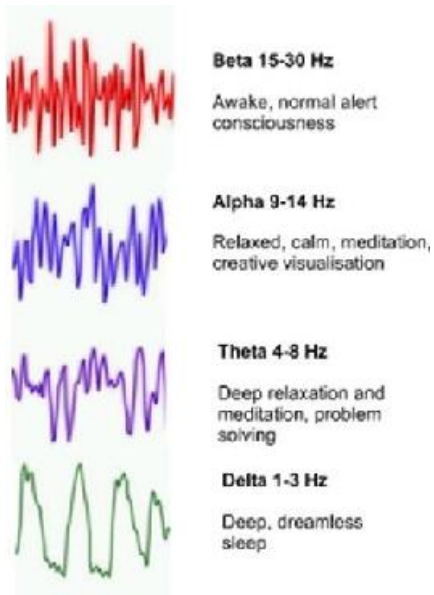 Beta 15-30 Hz
Awake, normal alert
consciousness
Alpha 9-14 Hz
Relaxed, calm, meditation,
creative visualisation
Theta 4-8 Hz
Deep relaxation and
meditation, problem
solving
Delta 1-3 Hz
Deep, dreamless
sleep